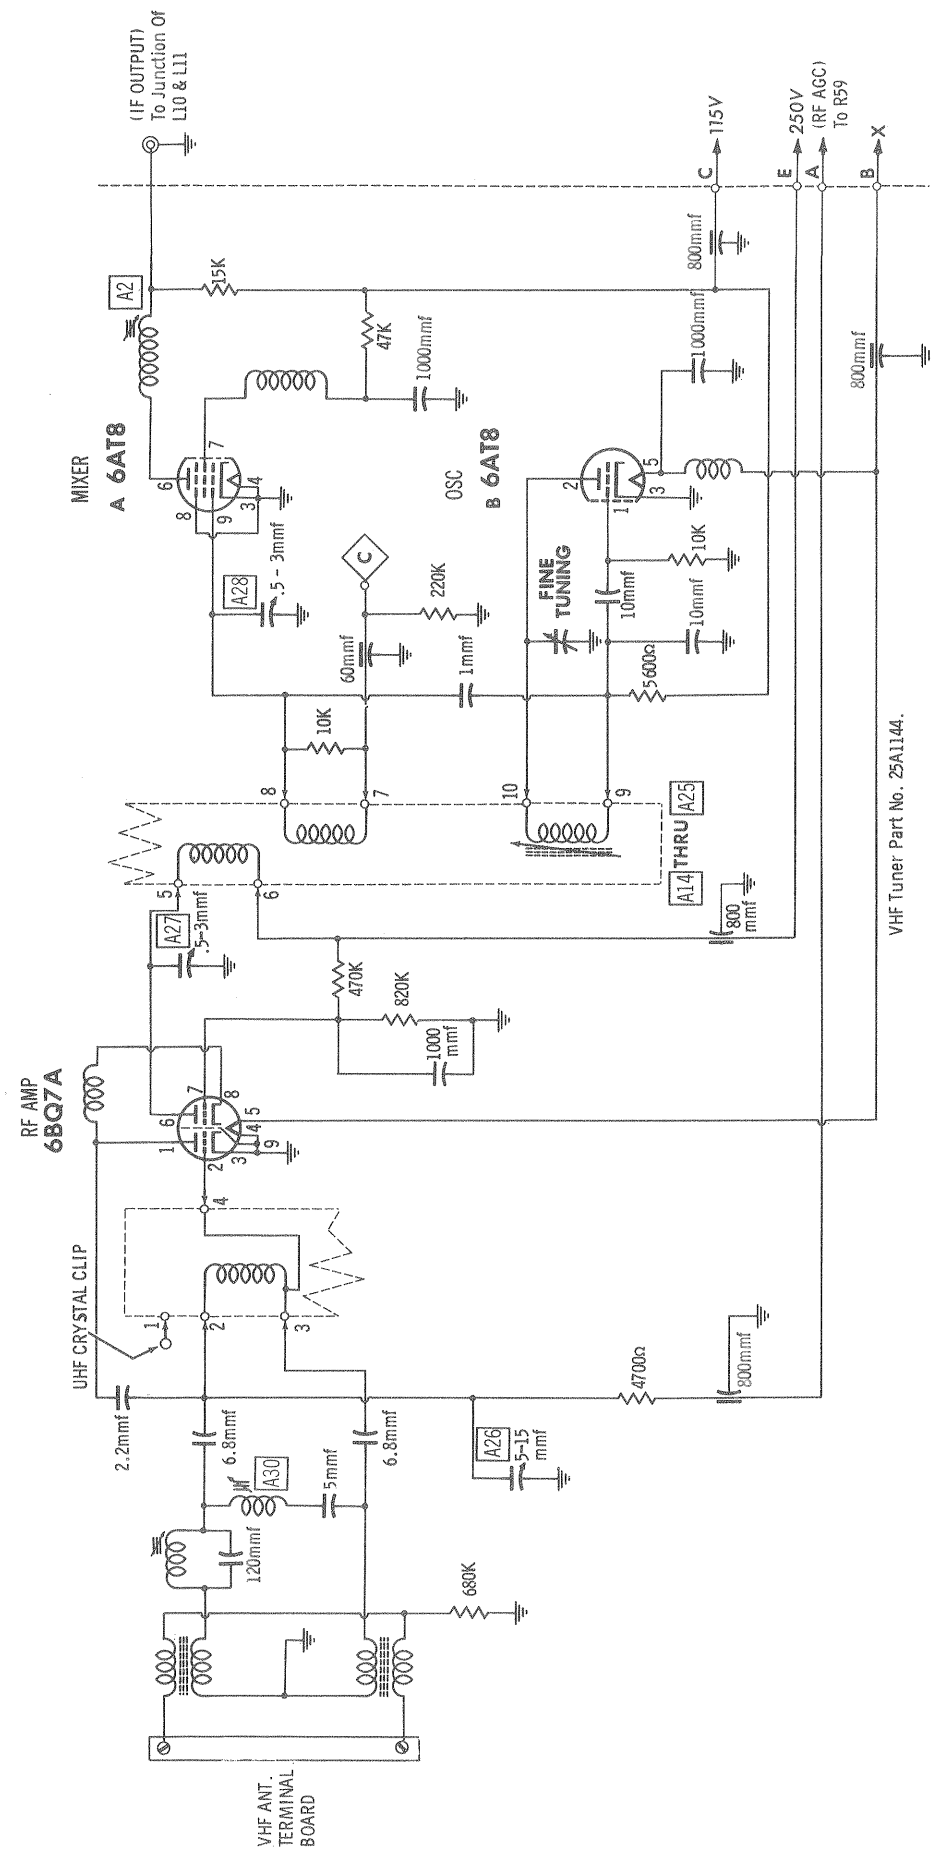 (IF OUTPUT)
To Junction Of
L10 & L11
A2
15K
47K
1000mmf
MIXER
A 6AT8
6
7
8
9
3
4
A28
.5 - 3mmf
C
220K
60mmf
10K
1mmf
8
7
OSC
B 6AT8
2
5
1
3
FINE
TUNING
10mmf
10K
10mmf
5600Ω
10
9
1000mmf
800mmf
C
115V
E
250V
A
(RF AGC)
To R59
B
X
800mmf
A14 THRU A25
800
mmf
5
6
A27
.5-3mmf
470K
820K
1000
mmf
RF AMP
6BQ7A
6
7
8
1
2
3
4
9
5
4
UHF CRYSTAL CLIP
1
2
3
2.2mmf
6.8mmf
6.8mmf
A30
5mmf
120mmf
A26
5-15
mmf
4700Ω
800mmf
680K
VHF ANT.
TERMINAL
BOARD
VHF Tuner Part No. 25A1144.